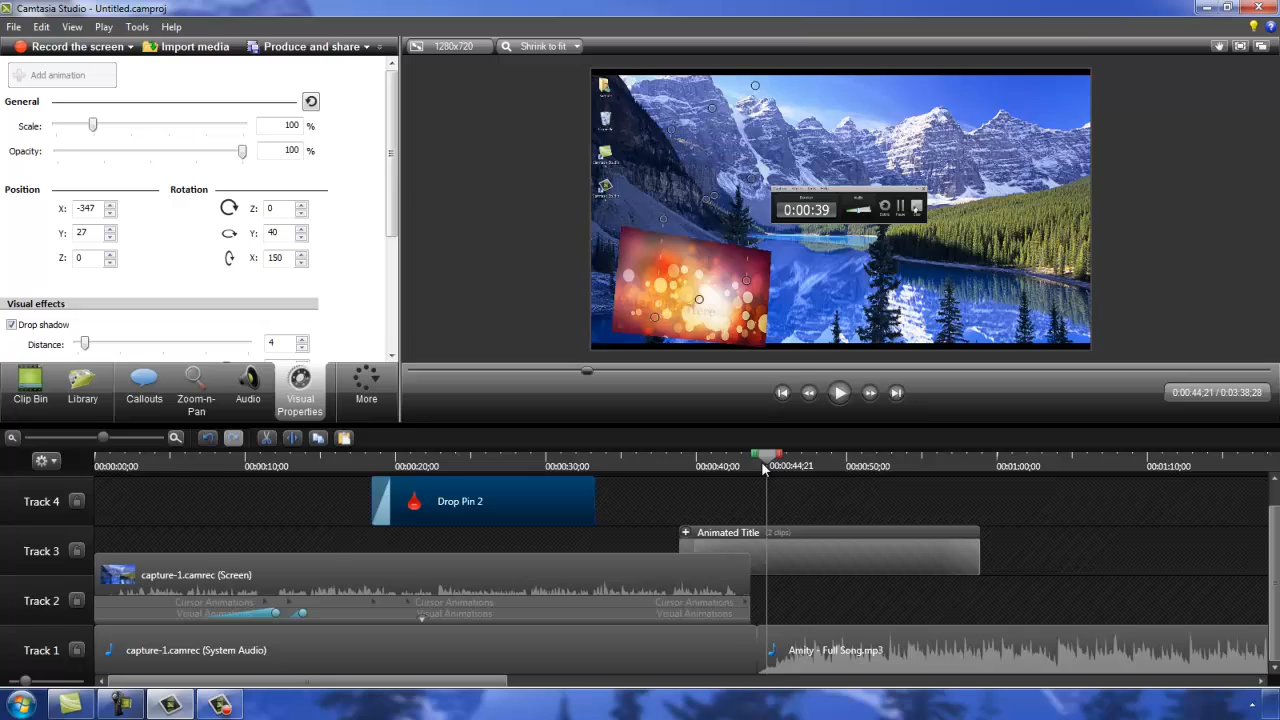 Camtasia Studio - Untitled.camproj
File Edit View Play Tools Help
Record the screen Import media Produce and share
1280x720 Shrink to fit
Add animation
General
Scale: 100 %
Opacity: 100 %
Position Rotation
X: -347 Z: 0
Y: 27 Y: 40
Z: 0 X: 150
Visual effects
Drop shadow
Distance: 4
0:00:39
Clip Bin Library Callouts Zoom-n-Pan Audio Visual Properties More
0:00:44;21 / 0:03:38;28
00:00:00;00 00:00:10;00 00:00:20;00 00:00:30;00 00:00:40;00 00:00:44;21 00:00:50;00 00:01:00;00 00:01:10;00
Track 4 Drop Pin 2
Track 3 Animated Title (2 clips)
capture-1.camrec (Screen)
Track 2 Cursor Animations Cursor Animations Cursor Animations
Visual Animations Visual Animations Visual Animations
Track 1 capture-1.camrec (System Audio) Amity - Full Song.mp3